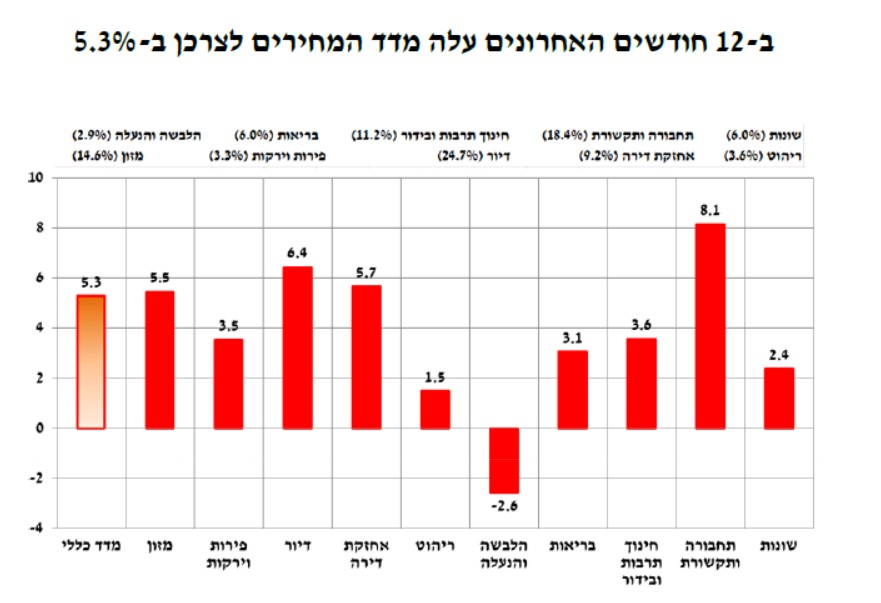 ב-12 חודשים האחרונים עלה מדד המחירים לצרכן ב-5.3%
שונות (6.0%) תחבורה ותקשורת (18.4%) חינוך תרבות ובידור (11.2%) בריאות (6.0%) הלבשה והנעלה (2.9%)
ריהוט (3.6%) אחזקת דירה (9.2%) דיור (24.7%) פירות וירקות (3.3%) מזון (14.6%)
10
8
6
4
2
0
-2
-4
5.3
5.5
3.5
6.4
5.7
1.5
-2.6
3.1
3.6
8.1
2.4
מדד כללי
מזון
פירות
וירקות
דיור
אחזקת
דירה
ריהוט
הלבשה
והנעלה
בריאות
חינוך
תרבות
ובידור
תחבורה
ותקשורת
שונות